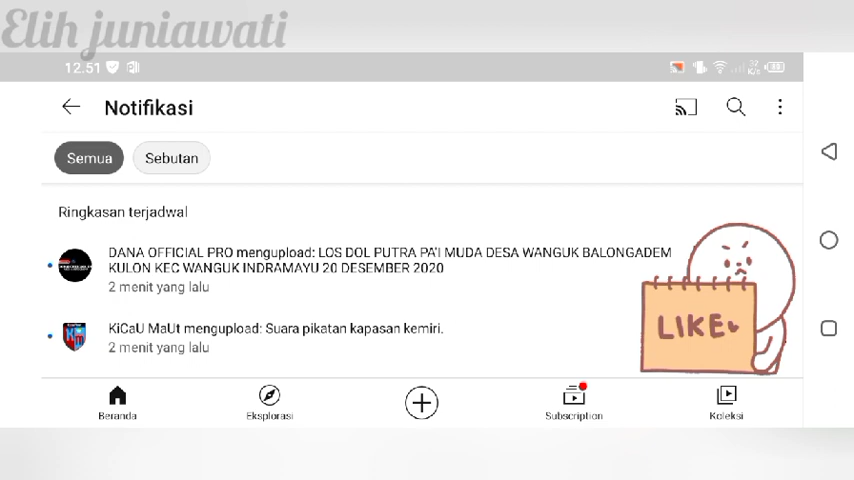 Elih juniawati
12.51
32
K/s
Notifikasi
Semua
Sebutan
Ringkasan terjadwal
DANA OFFICIAL PRO mengupload: LOS DOL PUTRA PA'I MUDA DESA WANGUK BALONGADEM
KULON KEC WANGUK INDRAMAYU 20 DESEMBER 2020
2 menit yang lalu
KiCaU MaUt mengupload: Suara pikatan kapasan kemiri.
2 menit yang lalu
LIKE
Beranda
Eksplorasi
Subscription
Koleksi